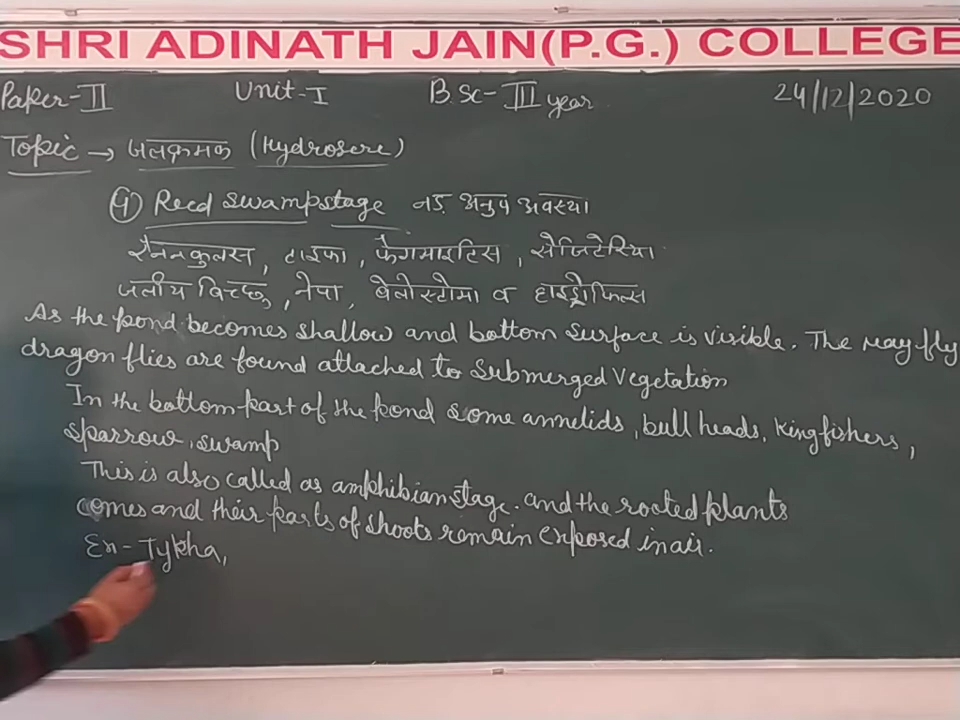 SHRI ADINATH JAIN(P.G.) COLLEGE
Paper-II Unit-I B.Sc-III year 24/12/2020
Topic → जलक्रमक (Hydrosere)
(4) Reed swamp stage नड़ अनुप अवस्था
रैननकुलस, टाइफा, फैगमाइटिस, सैजिटेरिया
जलीय बिच्छू, नेपा, बेलोस्टोमा व हाइड्रोफिल्स
As the pond becomes shallow and bottom surface is visible. The may fly
dragon flies are found attached to submerged vegetation
In the bottom part of the pond some annelids, bull heads, kingfishers,
sparrow, swamp
This is also called as amphibian stage. and the rooted plants
comes and their parts of shoots remain exposed in air.
Ex- Typha,